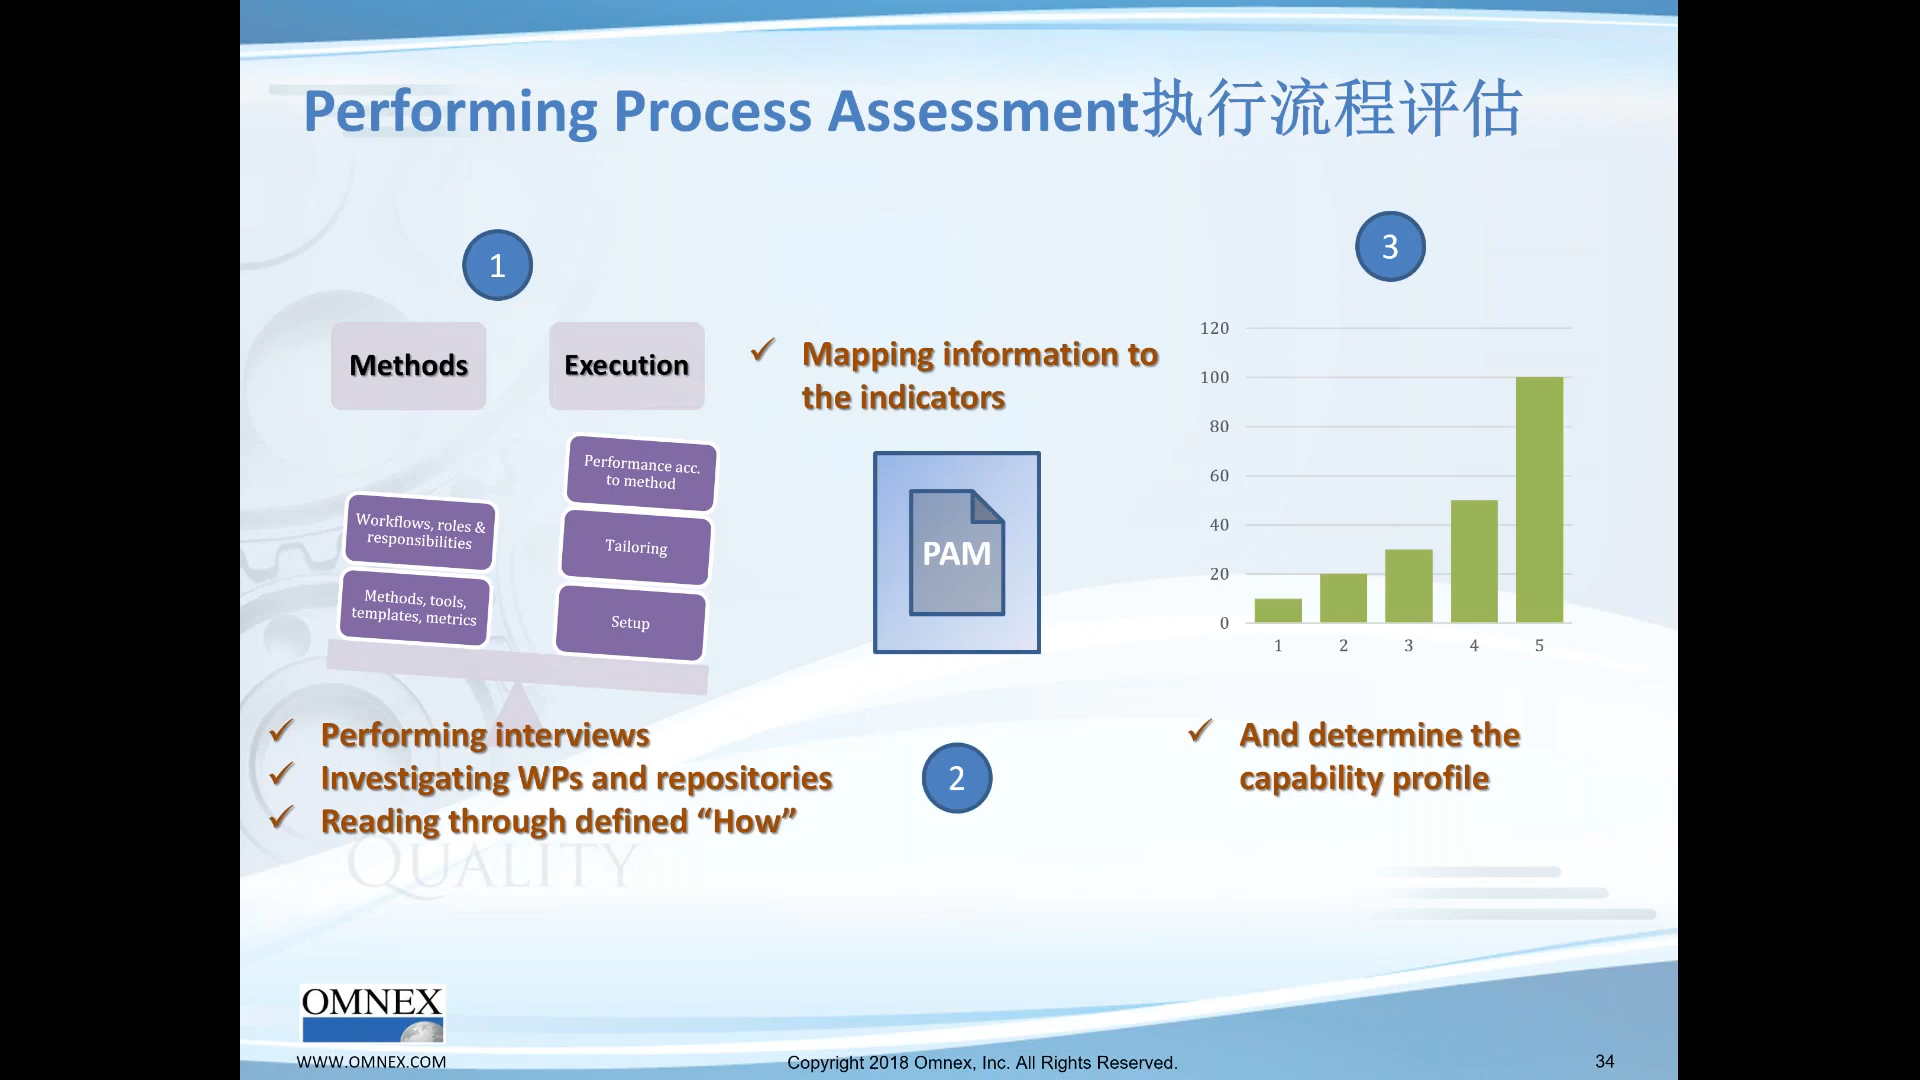 Performing Process Assessment执行流程评估
1
3
Methods
Execution
Performance acc.
to method
Workflows, roles &
responsibilities
Tailoring
Methods, tools,
templates, metrics
Setup
✓ Mapping information to
the indicators
PAM
120
100
80
60
40
20
0
1 2 3 4 5
✓ Performing interviews
✓ Investigating WPs and repositories
✓ Reading through defined “How”
2
✓ And determine the
capability profile
QUALITY
OMNEX
WWW.OMNEX.COM
Copyright 2018 Omnex, Inc. All Rights Reserved.
34